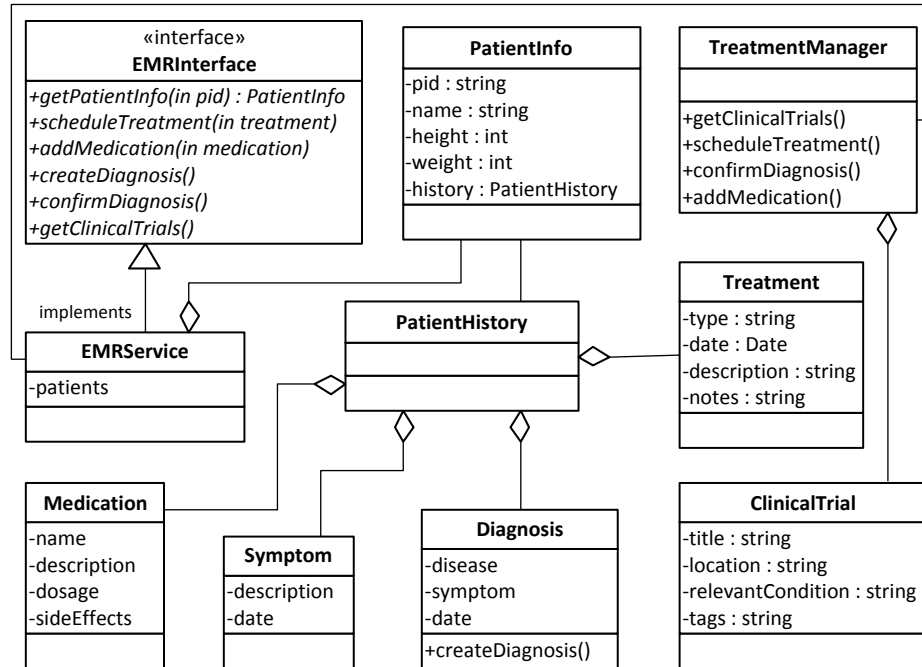 «interface»
EMRInterface
+getPatientInfo(in pid) : PatientInfo
+scheduleTreatment(in treatment)
+addMedication(in medication)
+createDiagnosis()
+confirmDiagnosis()
+getClinicalTrials()
PatientInfo
-pid : string
-name : string
-height : int
-weight : int
-history : PatientHistory
TreatmentManager
+getClinicalTrials()
+scheduleTreatment()
+confirmDiagnosis()
+addMedication()
implements
EMRService
-patients
PatientHistory
Treatment
-type : string
-date : Date
-description : string
-notes : string
Medication
-name
-description
-dosage
-sideEffects
Symptom
-description
-date
Diagnosis
-disease
-symptom
-date
+createDiagnosis()
ClinicalTrial
-title : string
-location : string
-relevantCondition : string
-tags : string